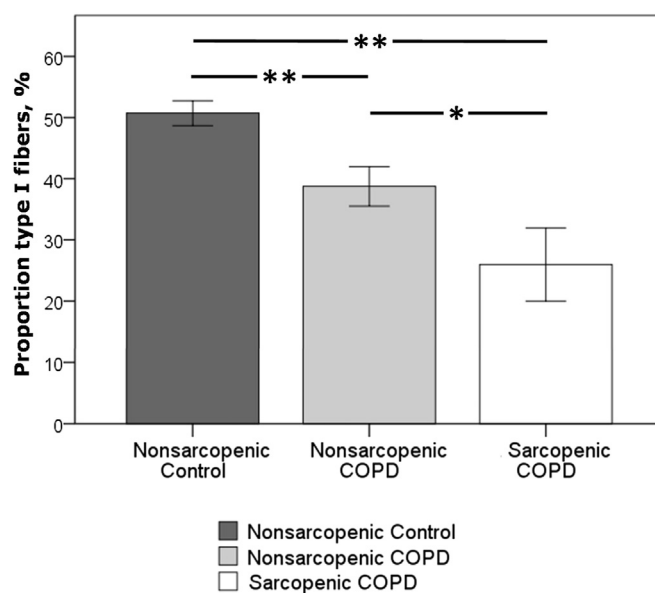 Proportion type I fibers, %
60
50
40
30
20
10
0
**
**
*
Nonsarcopenic
Control
Nonsarcopenic
COPD
Sarcopenic
COPD
Nonsarcopenic Control
Nonsarcopenic COPD
Sarcopenic COPD